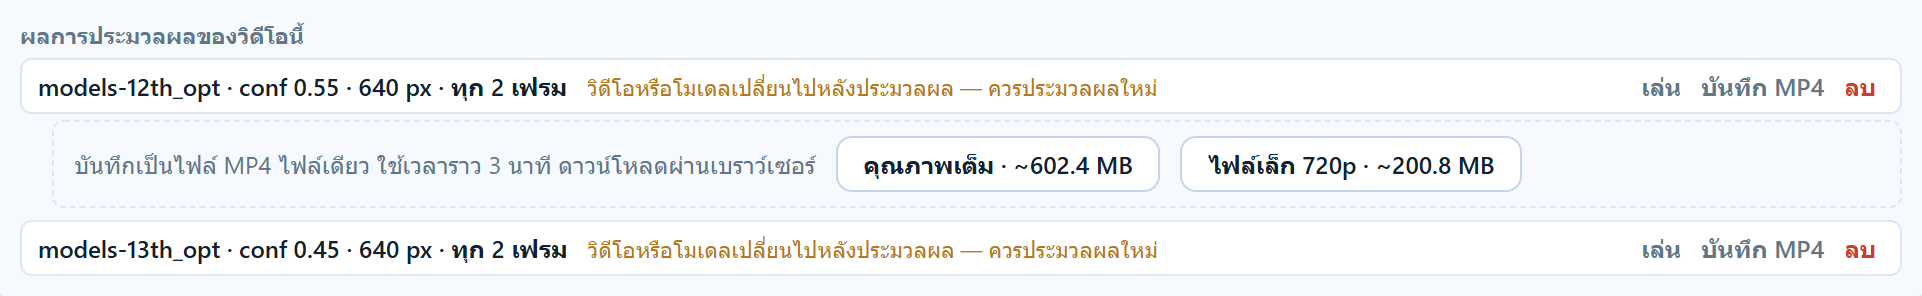 ผลการประมวลผลของวิดีโอนี้
models-12th_opt · conf 0.55 · 640 px · ทุก 2 เฟรม วิดีโอหรือโมเดลเปลี่ยนไปหลังประมวลผล — ควรประมวลผลใหม่ เล่น บันทึก MP4 ลบ
บันทึกเป็นไฟล์ MP4 ไฟล์เดียว ใช้เวลาราว 3 นาที ดาวน์โหลดผ่านเบราว์เซอร์ คุณภาพเต็ม · ~602.4 MB ไฟล์เล็ก 720p · ~200.8 MB
models-13th_opt · conf 0.45 · 640 px · ทุก 2 เฟรม วิดีโอหรือโมเดลเปลี่ยนไปหลังประมวลผล — ควรประมวลผลใหม่ เล่น บันทึก MP4 ลบ